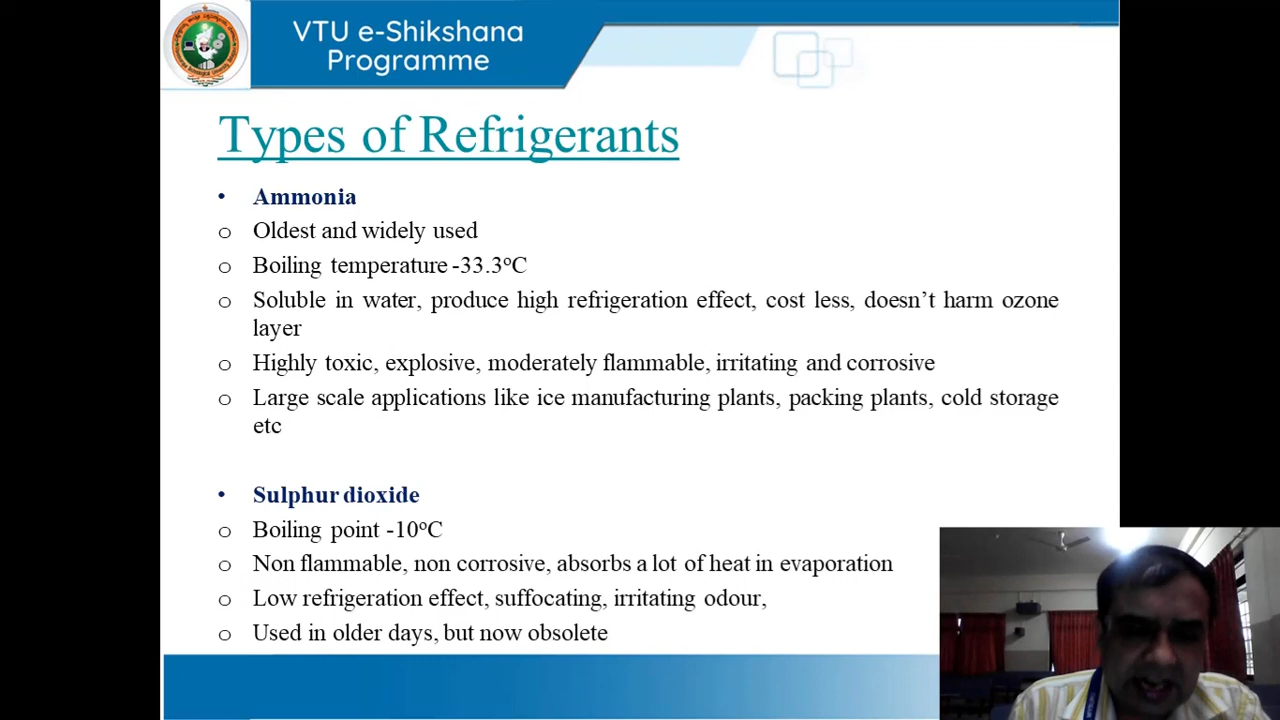 VTU e-Shikshana
Programme
Types of Refrigerants
• Ammonia
o Oldest and widely used
o Boiling temperature -33.3ºC
o Soluble in water, produce high refrigeration effect, cost less, doesn’t harm ozone
layer
o Highly toxic, explosive, moderately flammable, irritating and corrosive
o Large scale applications like ice manufacturing plants, packing plants, cold storage
etc
• Sulphur dioxide
o Boiling point -10ºC
o Non flammable, non corrosive, absorbs a lot of heat in evaporation
o Low refrigeration effect, suffocating, irritating odour,
o Used in older days, but now obsolete